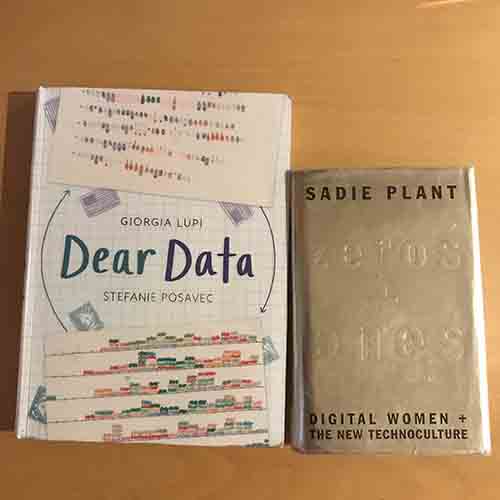 GIORGIA LUPI
Dear Data
STEFANIE POSAVEC
SADIE PLANT
zeros
+
ones
DIGITAL WOMEN +
THE NEW TECHNOCULTURE